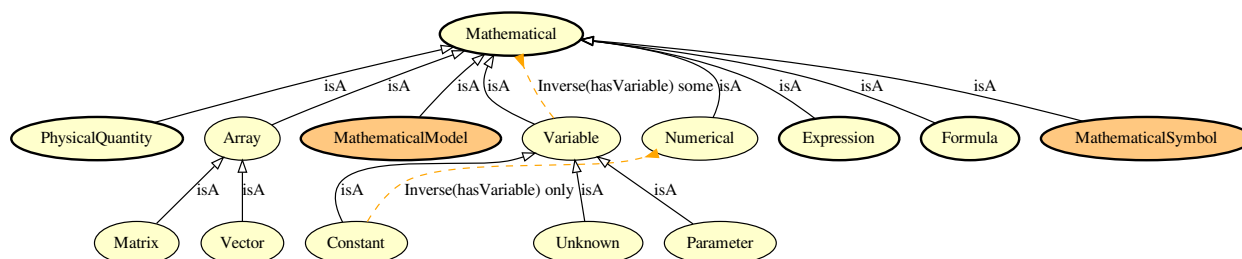 Mathematical
isA isA isA isA Inverse(hasVariable) some isA isA isA isA
PhysicalQuantity Array MathematicalModel Variable Numerical Expression Formula MathematicalSymbol
isA isA isA Inverse(hasVariable) only isA isA
Matrix Vector Constant Unknown Parameter